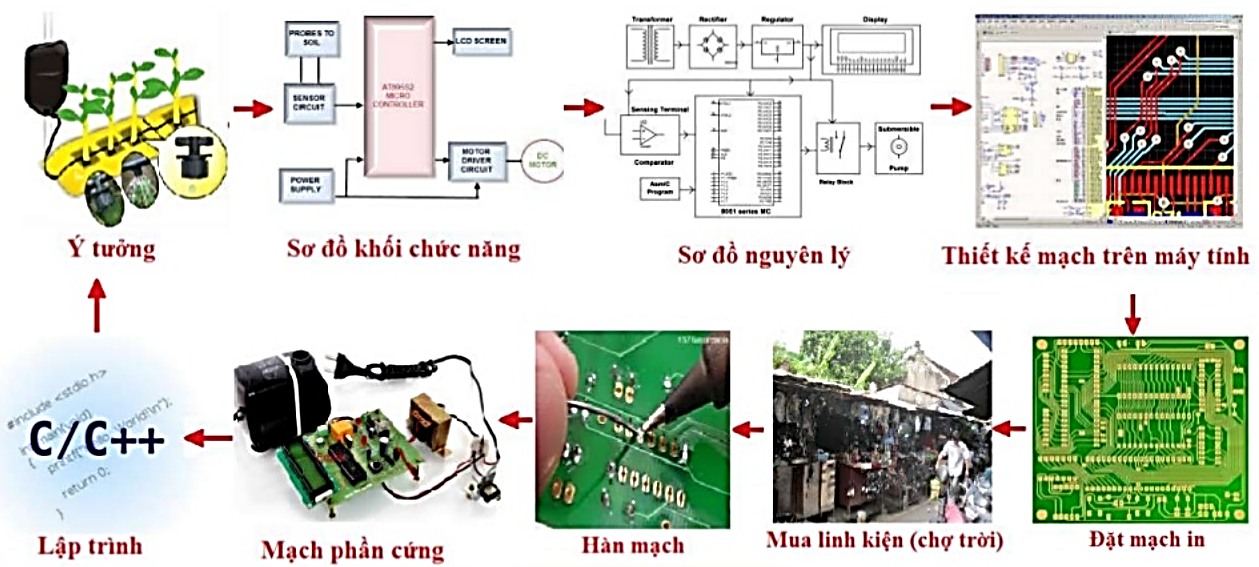 PROBES TO
SOIL
SENSOR
CIRCUIT
POWER
SUPPLY
AT89S52
MICRO
CONTROLLER
LCD SCREEN
MOTOR
DRIVER
CIRCUIT
DC
MOTOR
Transformer
Rectifier
Regulator
Display
Sensing Terminal
Comparator
Asm/C
Program
8051 series MC
Relay Block
Submersible
Pump
Ý tưởng
Sơ đồ khối chức năng
Sơ đồ nguyên lý
Thiết kế mạch trên máy tính
#include <stdio.h>
C/C++
return 0;
}
Lập trình
Mạch phần cứng
Hàn mạch
Mua linh kiện (chợ trời)
Đặt mạch in